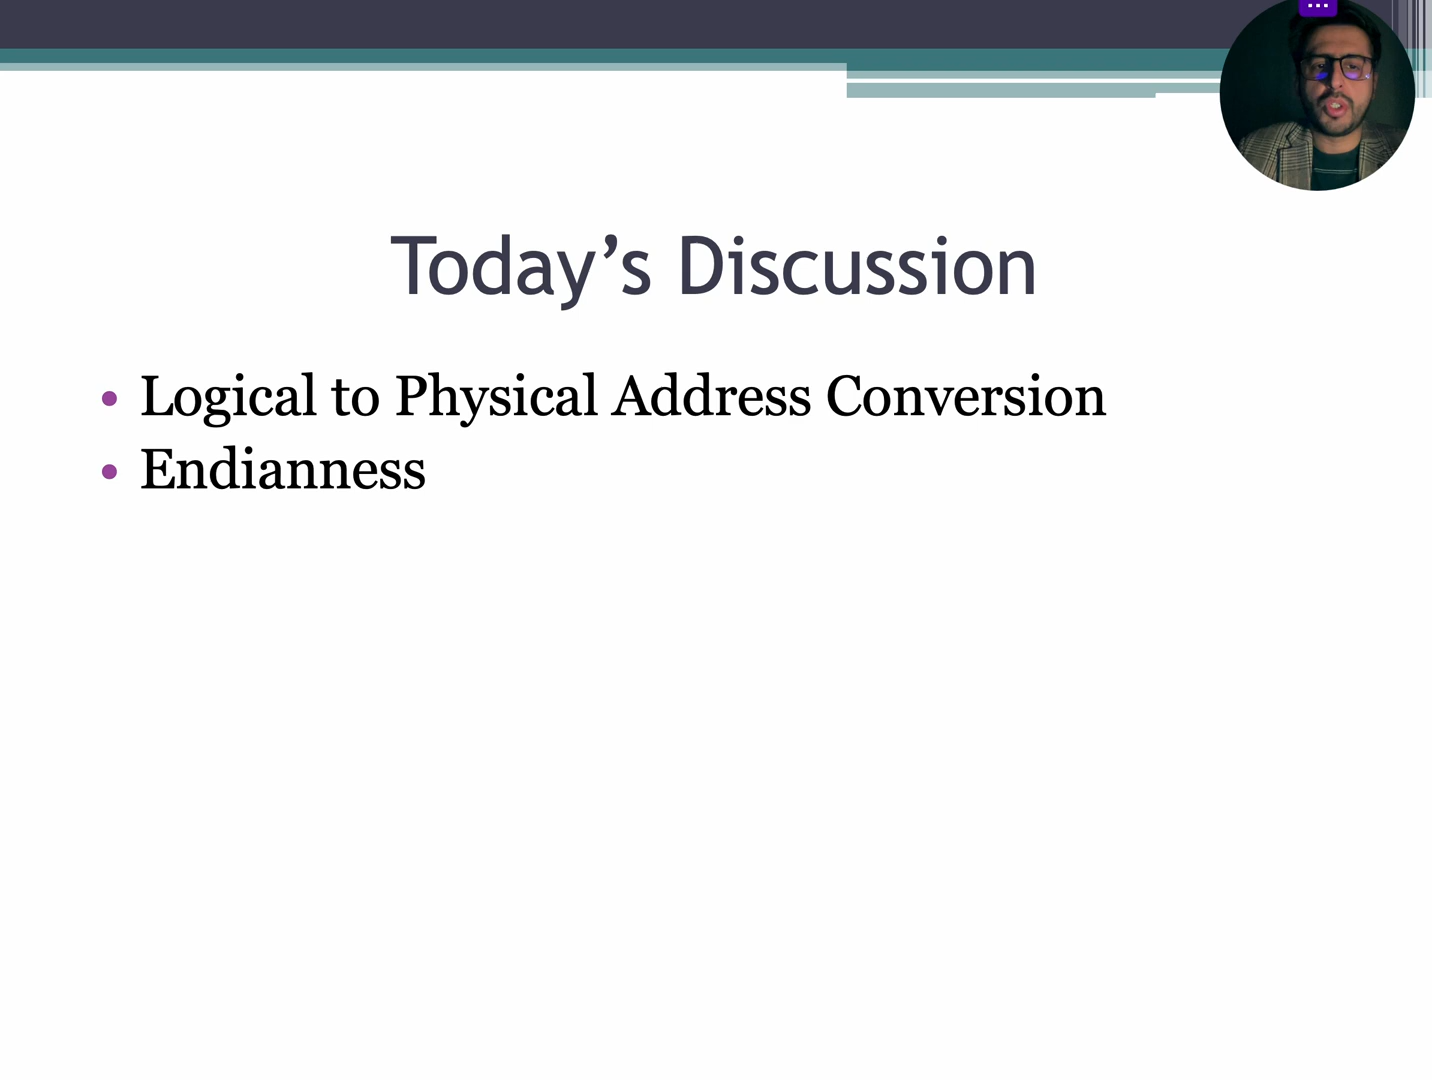 Today’s Discussion
• Logical to Physical Address Conversion
• Endianness